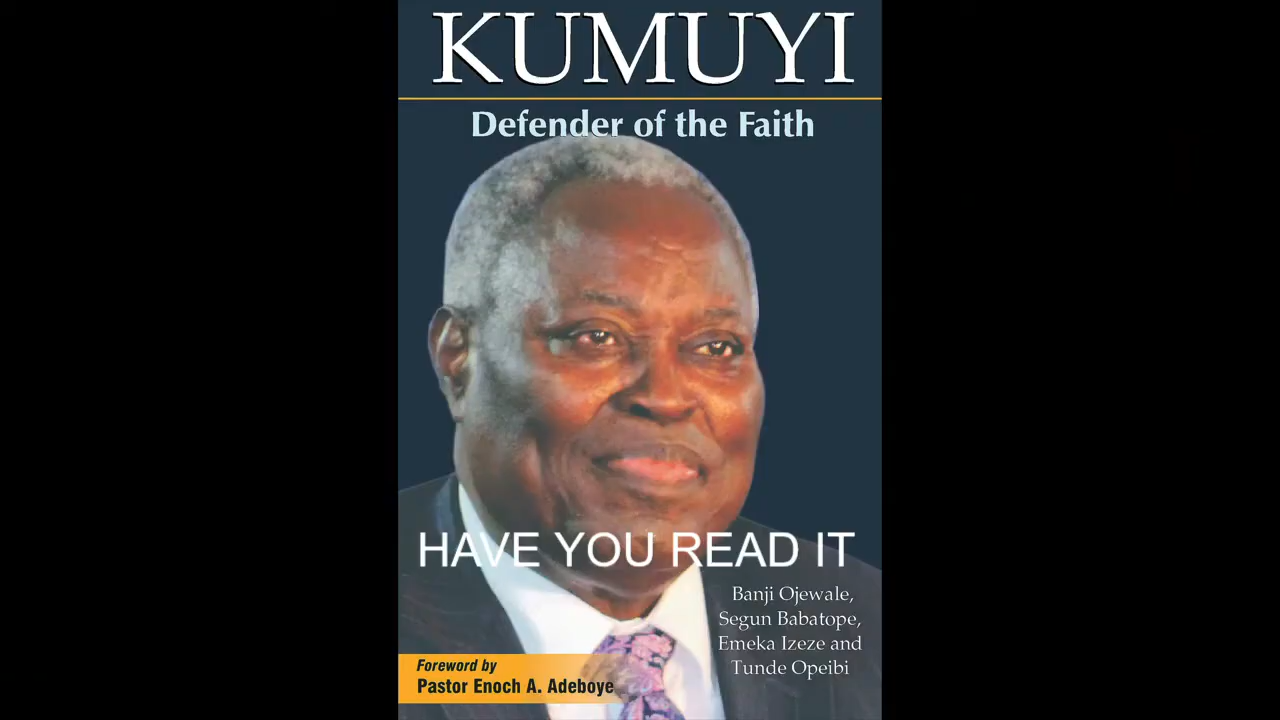 KUMUYI
Defender of the Faith
HAVE YOU READ IT
Banji Ojewale,
Segun Babatope,
Emeka Izeze and
Tunde Opeibi
Foreword by
Pastor Enoch A. Adeboye